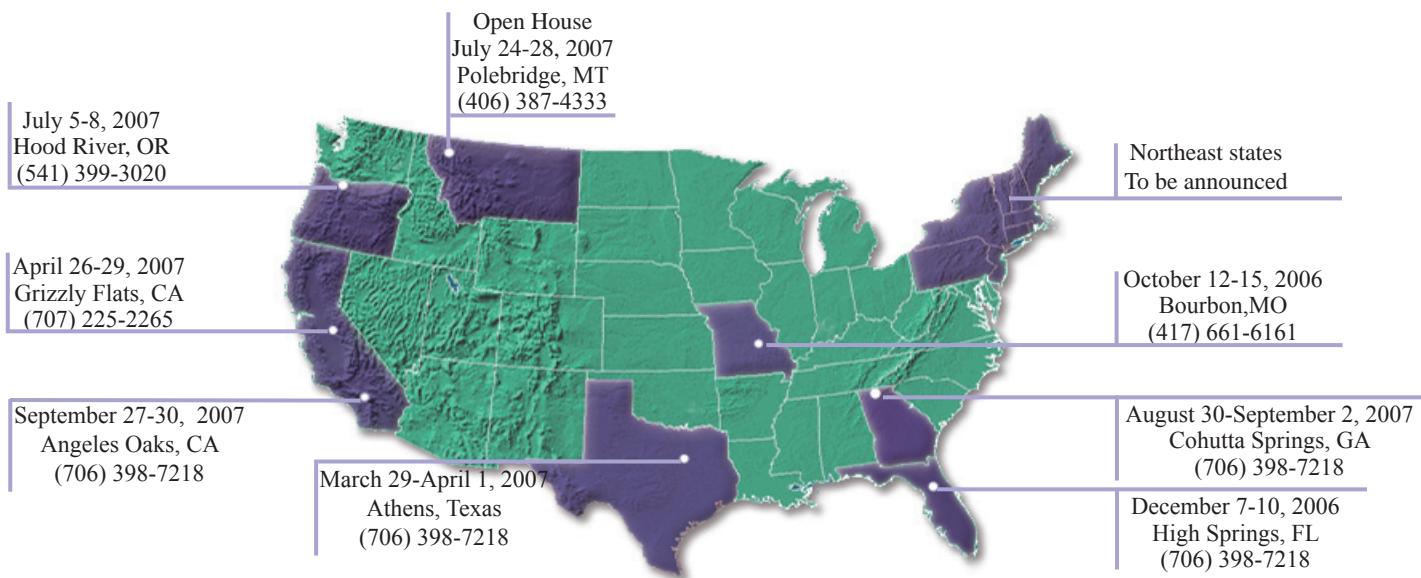 Open House
July 24-28, 2007
Polebridge, MT
(406) 387-4333
July 5-8, 2007
Hood River, OR
(541) 399-3020
Northeast states
To be announced
April 26-29, 2007
Grizzly Flats, CA
(707) 225-2265
October 12-15, 2006
Bourbon,MO
(417) 661-6161
September 27-30, 2007
Angeles Oaks, CA
(706) 398-7218
March 29-April 1, 2007
Athens, Texas
(706) 398-7218
August 30-September 2, 2007
Cohutta Springs, GA
(706) 398-7218
December 7-10, 2006
High Springs, FL
(706) 398-7218